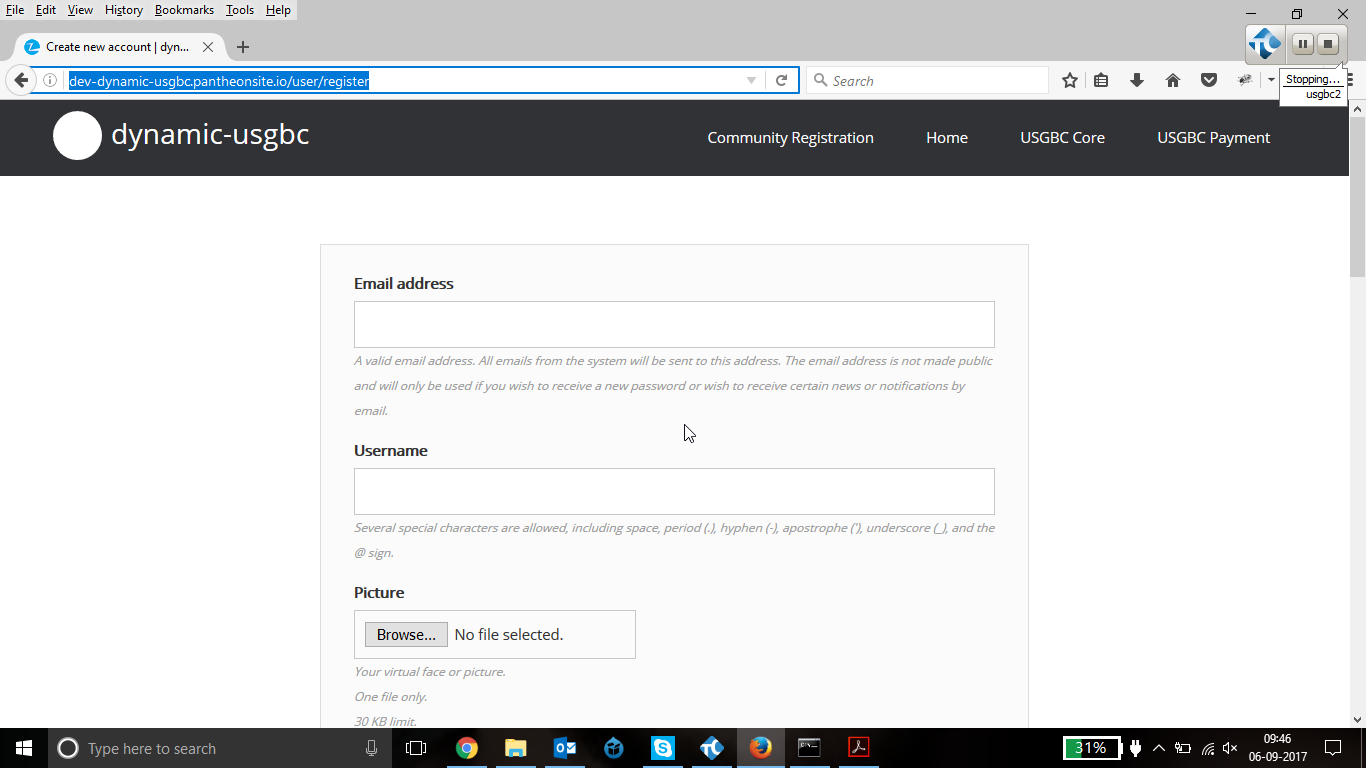 File Edit View History Bookmarks Tools Help
Create new account | dyn...
dev-dynamic-usgbc.pantheonsite.io/user/register
Search
Stopping...
usgbc2
dynamic-usgbc
Community Registration
Home
USGBC Core
USGBC Payment
Email address
A valid email address. All emails from the system will be sent to this address. The email address is not made public
and will only be used if you wish to receive a new password or wish to receive certain news or notifications by
email.
Username
Several special characters are allowed, including space, period (.), hyphen (-), apostrophe ('), underscore (_), and the
@ sign.
Picture
Browse... No file selected.
Your virtual face or picture.
One file only.
30 KB limit.
Type here to search
31%
09:46
06-09-2017